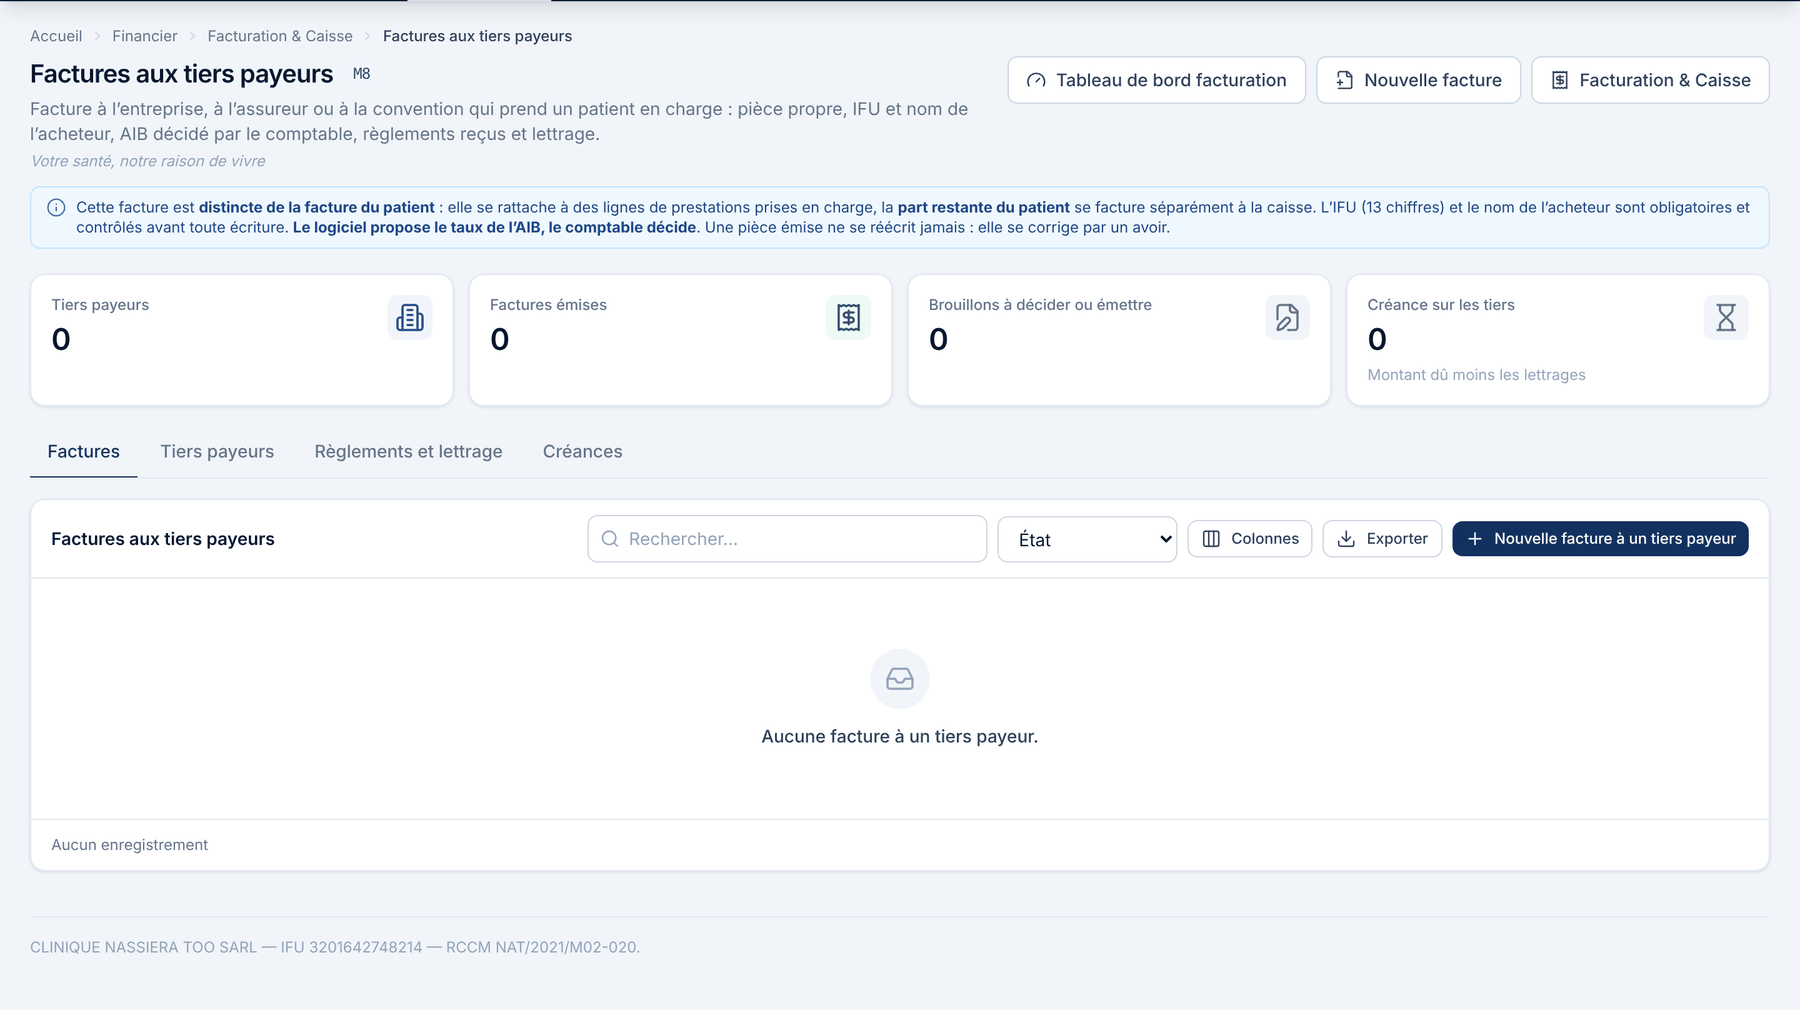 Accueil > Financier > Facturation & Caisse > Factures aux tiers payeurs
Factures aux tiers payeurs M8
Tableau de bord facturation
Nouvelle facture
Facturation & Caisse
Facture à l’entreprise, à l’assureur ou à la convention qui prend un patient en charge : pièce propre, IFU et nom de
l’acheteur, AIB décidé par le comptable, règlements reçus et lettrage.
Votre santé, notre raison de vivre
Cette facture est distincte de la facture du patient : elle se rattache à des lignes de prestations prises en charge, la part restante du patient se facture séparément à la caisse. L’IFU (13 chiffres) et le nom de l’acheteur sont obligatoires et
contrôlés avant toute écriture. Le logiciel propose le taux de l’AIB, le comptable décide. Une pièce émise ne se réécrit jamais : elle se corrige par un avoir.
Tiers payeurs
0
Factures émises
0
Brouillons à décider ou émettre
0
Créance sur les tiers
0
Montant dû moins les lettrages
Factures
Tiers payeurs
Règlements et lettrage
Créances
Factures aux tiers payeurs
Rechercher...
État
Colonnes
Exporter
Nouvelle facture à un tiers payeur
Aucune facture à un tiers payeur.
Aucun enregistrement
CLINIQUE NASSIERA TOO SARL — IFU 3201642748214 — RCCM NAT/2021/M02-020.